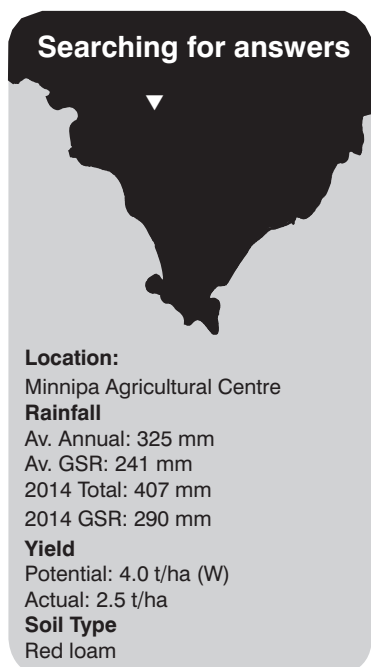 Searching for answers
Location:
Minnipa Agricultural Centre
Rainfall
Av. Annual: 325 mm
Av. GSR: 241 mm
2014 Total: 407 mm
2014 GSR: 290 mm
Yield
Potential: 4.0 t/ha (W)
Actual: 2.5 t/ha
Soil Type
Red loam